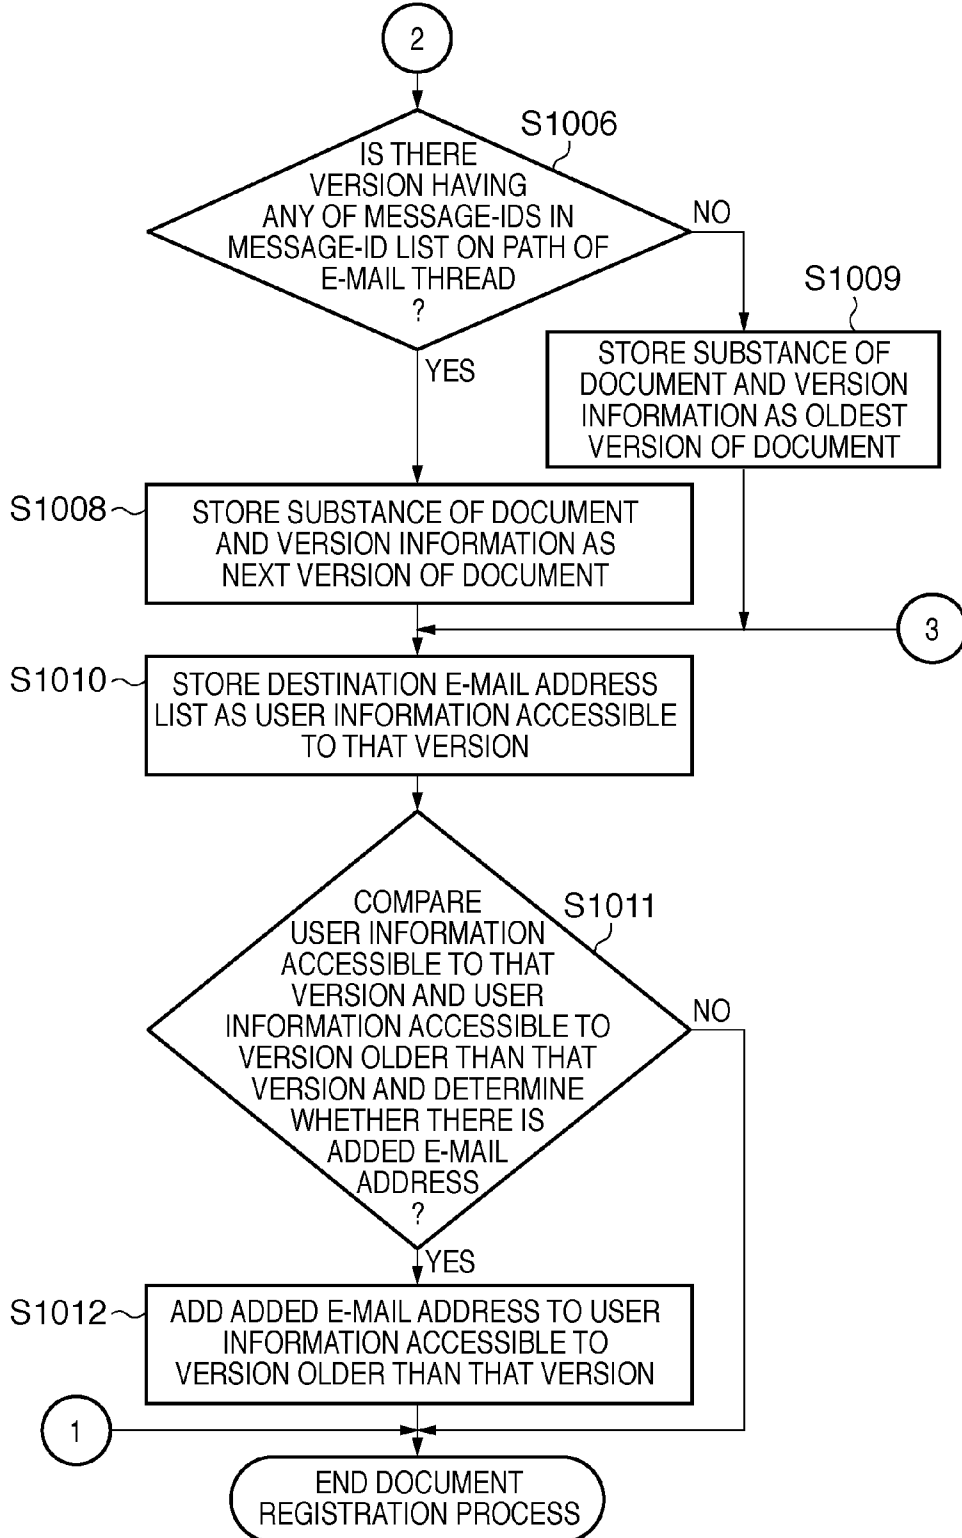 2
S1006
IS THERE
VERSION HAVING
ANY OF MESSAGE-IDS IN
MESSAGE-ID LIST ON PATH OF
E-MAIL THREAD
?
NO
YES
S1009
STORE SUBSTANCE OF
DOCUMENT AND VERSION
INFORMATION AS OLDEST
VERSION OF DOCUMENT
S1008
STORE SUBSTANCE OF DOCUMENT
AND VERSION INFORMATION AS
NEXT VERSION OF DOCUMENT
3
S1010
STORE DESTINATION E-MAIL ADDRESS
LIST AS USER INFORMATION ACCESSIBLE
TO THAT VERSION
S1011
COMPARE
USER INFORMATION
ACCESSIBLE TO THAT
VERSION AND USER
INFORMATION ACCESSIBLE TO
VERSION OLDER THAN THAT
VERSION AND DETERMINE
WHETHER THERE IS
ADDED E-MAIL
ADDRESS
?
NO
YES
S1012
ADD ADDED E-MAIL ADDRESS TO USER
INFORMATION ACCESSIBLE TO
VERSION OLDER THAN THAT VERSION
1
END DOCUMENT
REGISTRATION PROCESS